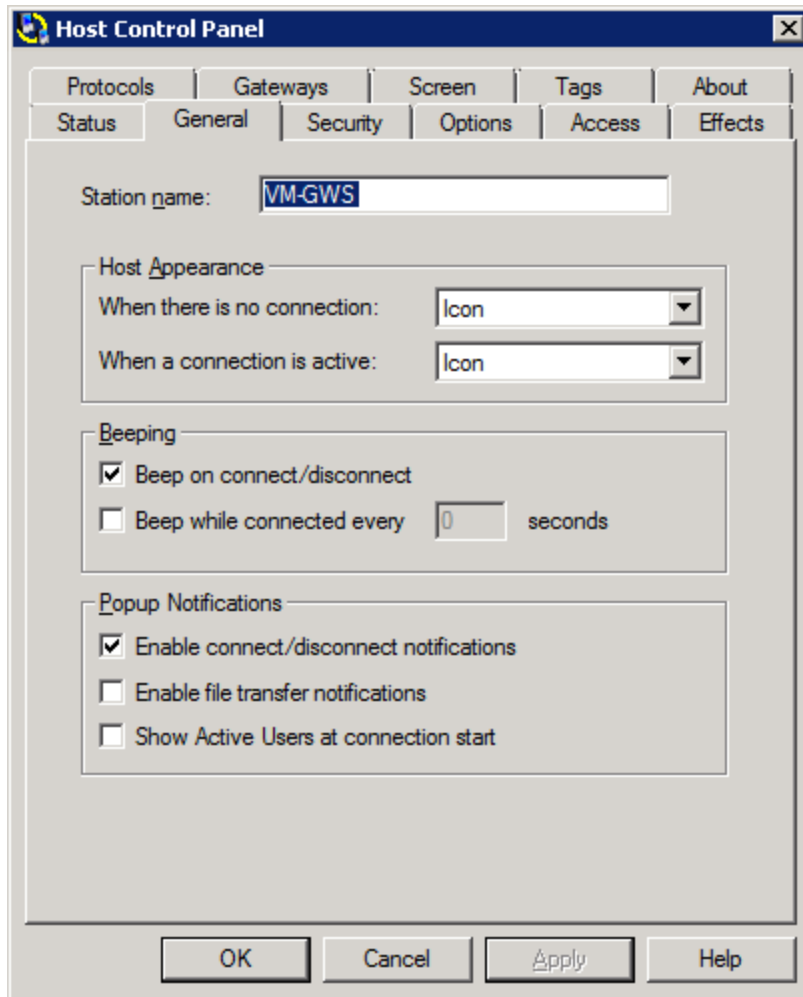 Host Control Panel
Protocols Gateways Screen Tags About
Status General Security Options Access Effects
Station name: VM-GWS
Host Appearance
When there is no connection: Icon
When a connection is active: Icon
Beeping
Beep on connect/disconnect
Beep while connected every 0 seconds
Popup Notifications
Enable connect/disconnect notifications
Enable file transfer notifications
Show Active Users at connection start
OK Cancel Apply Help